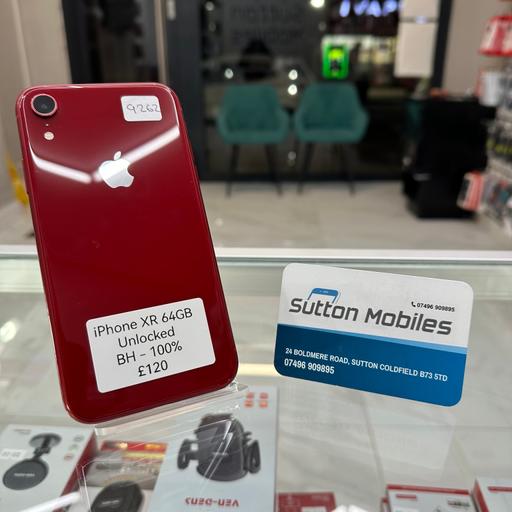 9262
iPhone XR 64GB
Unlocked
BH - 100%
£120
07496 909895
Sutton Mobiles
24 BOLDMERE ROAD, SUTTON COLDFIELD B73 5TD
07496 909895